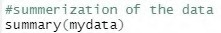 #summerization of the data
summary(mydata)